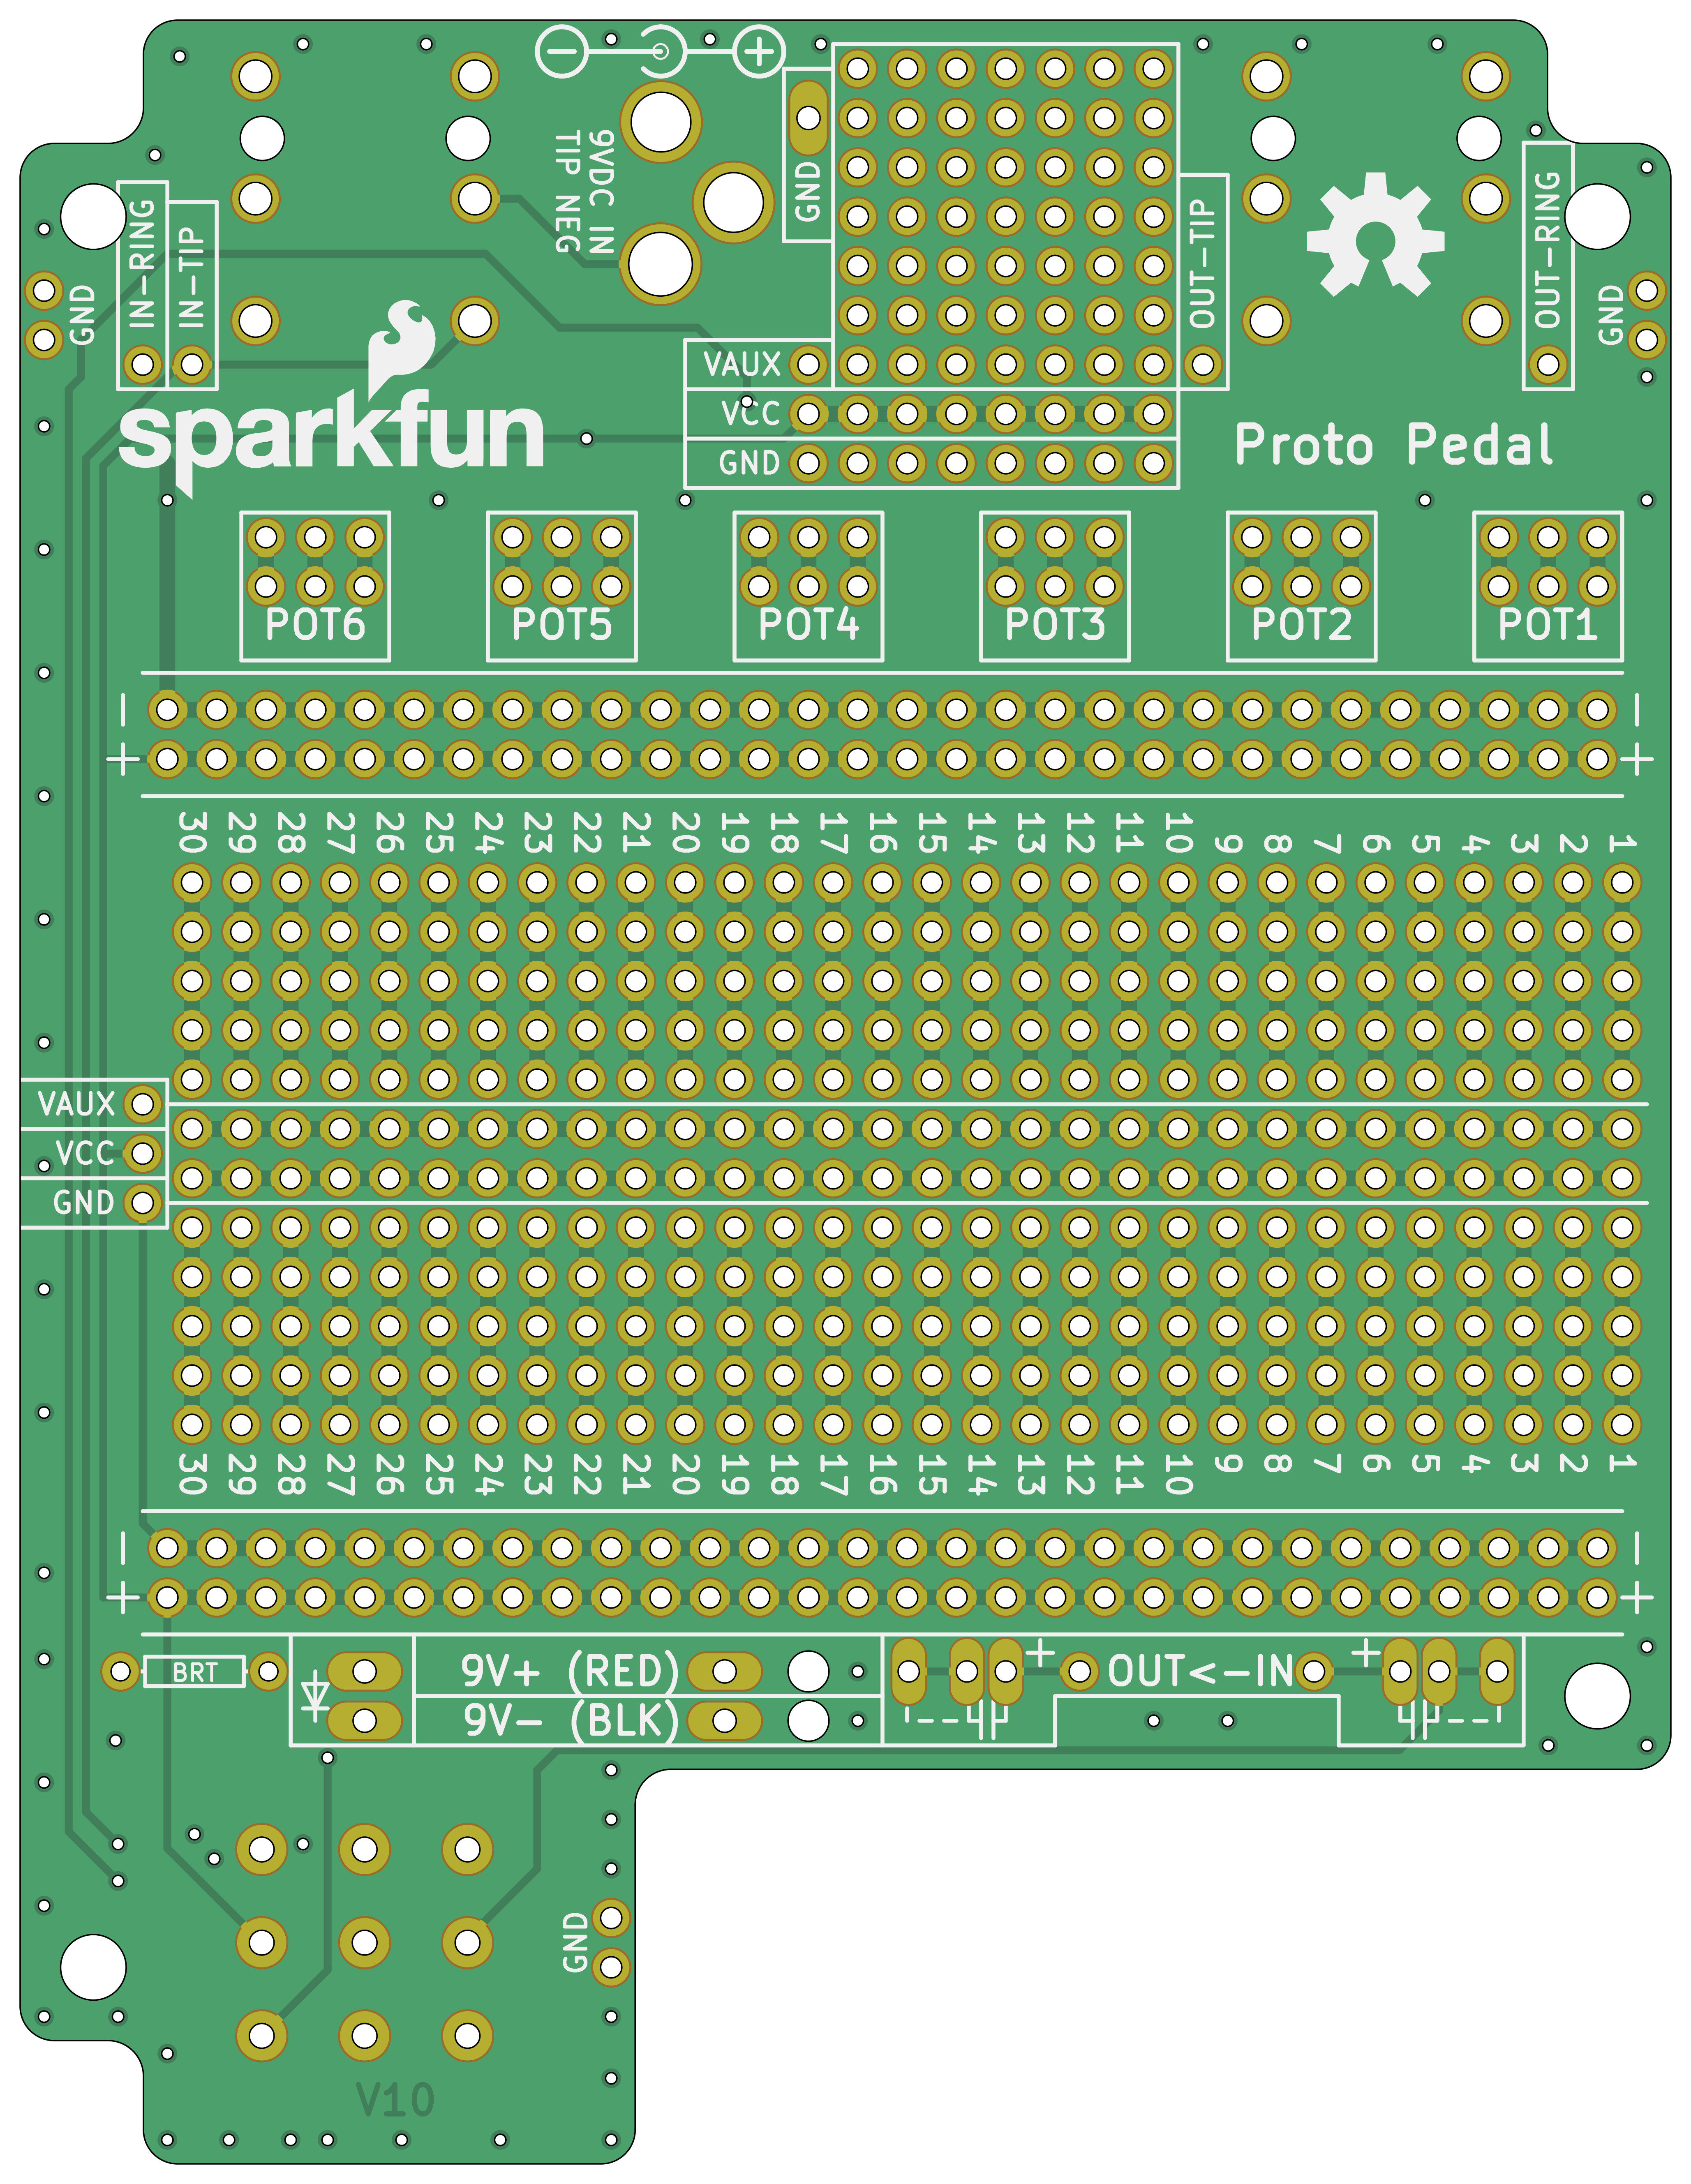 9VDC IN
TIP NEG
GND
IN-RING
IN-TIP
GND
OUT-TIP
OUT-RING
GND
VAUX
VCC
GND
sparkfun
Proto Pedal
POT6 POT5 POT4 POT3 POT2 POT1
- -
+ +
30 29 28 27 26 25 24 23 22 21 20 19 18 17 16 15 14 13 12 11 10 9 8 7 6 5 4 3 2 1
VAUX
VCC
GND
30 29 28 27 26 25 24 23 22 21 20 19 18 17 16 15 14 13 12 11 10 9 8 7 6 5 4 3 2 1
- -
+ +
BRT
9V+ (RED)
9V- (BLK)
+ OUT<-IN +
GND
V10